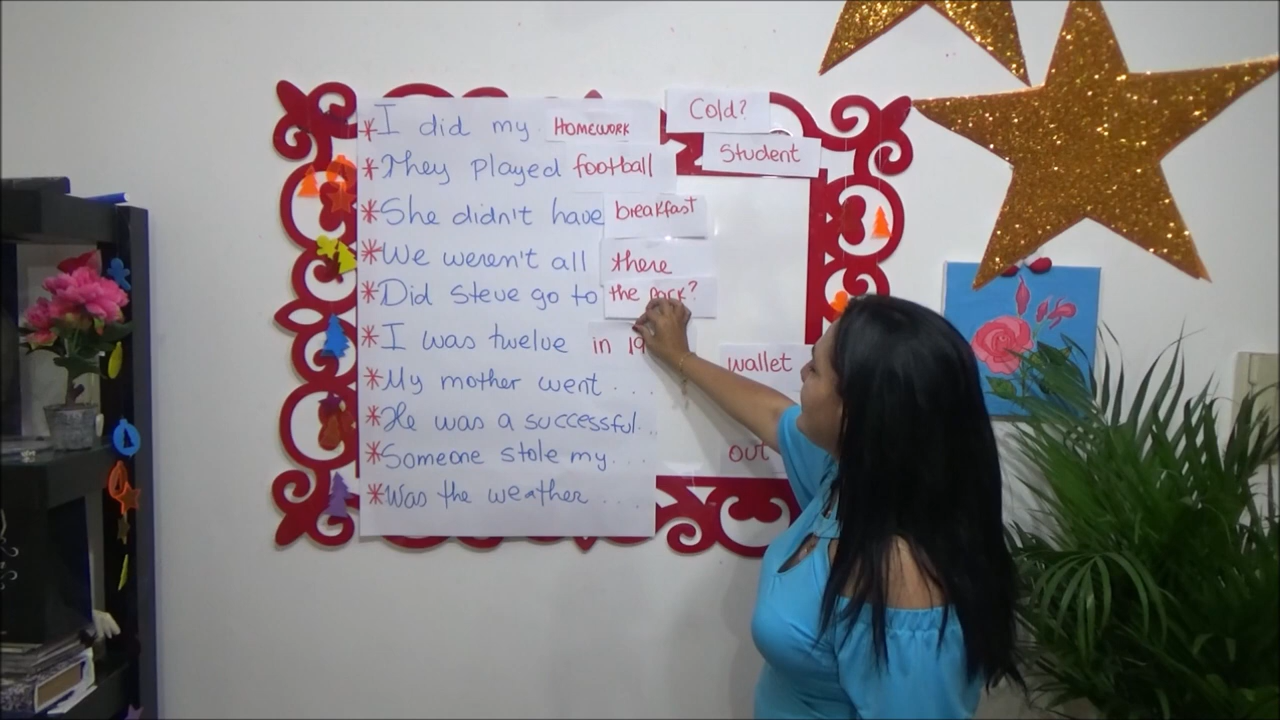 *I did my HOMEWORK
*They played football
*She didn't have breakfast
*We weren't all there
*Did Steve go to the park?
*I was twelve in 19
*My mother went . . .
*He was a successful . .
*Someone stole my. . . .
*Was the weather . . .
Cold?
Student
wallet
out